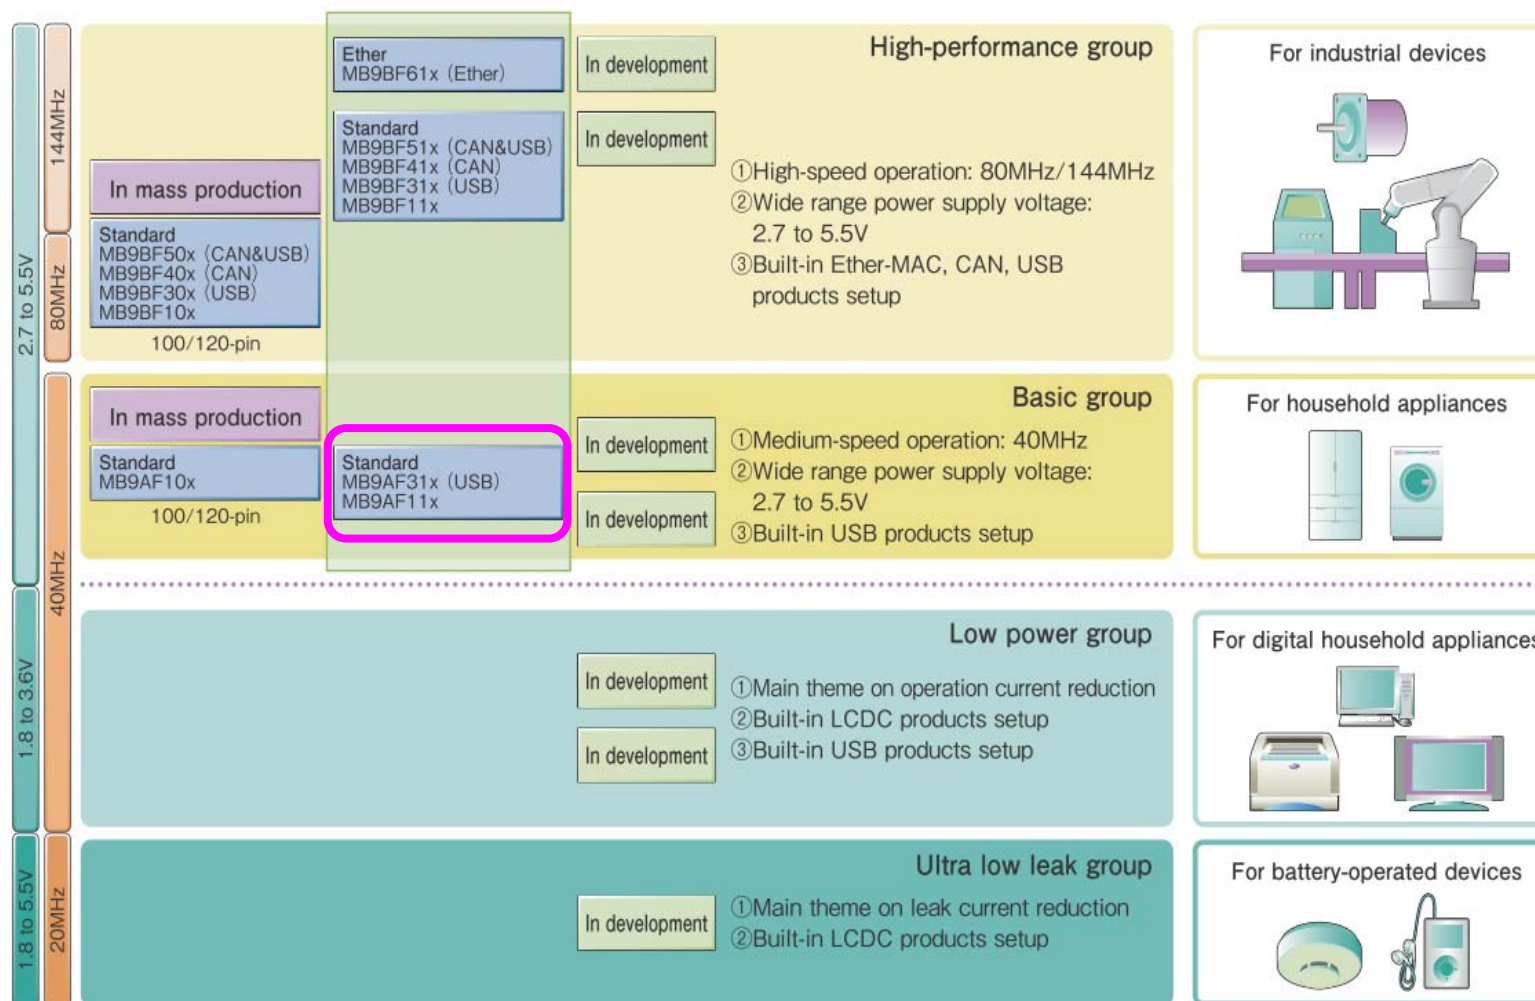 2.7 to 5.5V
1.8 to 3.6V
1.8 to 5.5V
144MHz
80MHz
40MHz
20MHz
High-performance group
In mass production
Standard
MB9BF50x (CAN&USB)
MB9BF40x (CAN)
MB9BF30x (USB)
MB9BF10x
100/120-pin
Ether
MB9BF61x (Ether)
Standard
MB9BF51x (CAN&USB)
MB9BF41x (CAN)
MB9BF31x (USB)
MB9BF11x
In development
In development
①High-speed operation: 80MHz/144MHz
②Wide range power supply voltage:
2.7 to 5.5V
③Built-in Ether-MAC, CAN, USB
products setup
For industrial devices
Basic group
In mass production
Standard
MB9AF10x
100/120-pin
Standard
MB9AF31x (USB)
MB9AF11x
In development
In development
①Medium-speed operation: 40MHz
②Wide range power supply voltage:
2.7 to 5.5V
③Built-in USB products setup
For household appliances
Low power group
In development
In development
①Main theme on operation current reduction
②Built-in LCDC products setup
③Built-in USB products setup
For digital household appliances
Ultra low leak group
In development
①Main theme on leak current reduction
②Built-in LCDC products setup
For battery-operated devices